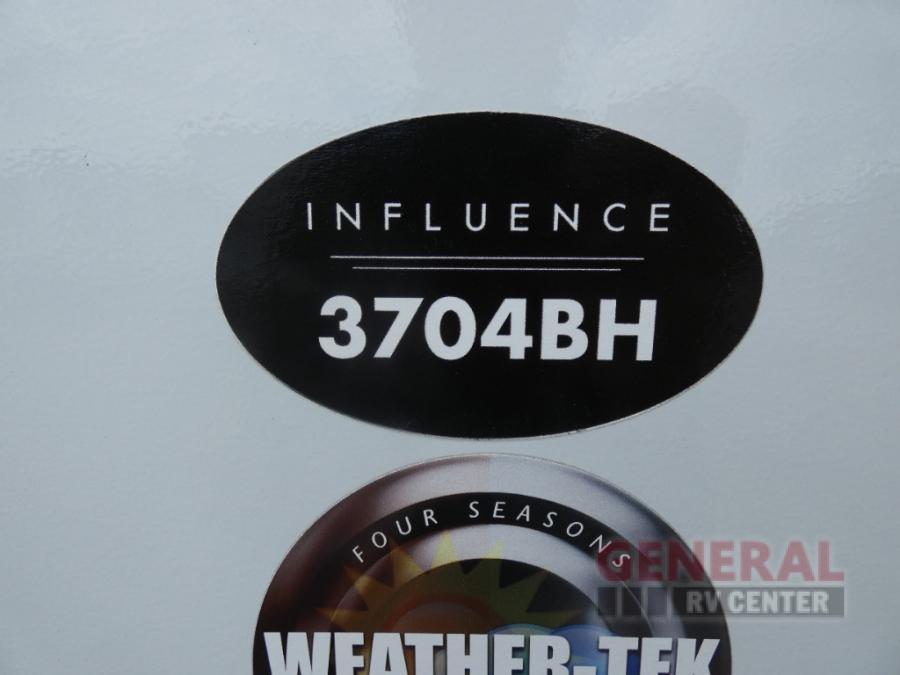 INFLUENCE
3704BH
FOUR SEASONS
WEATHER-TEK
GENERAL
RV CENTER